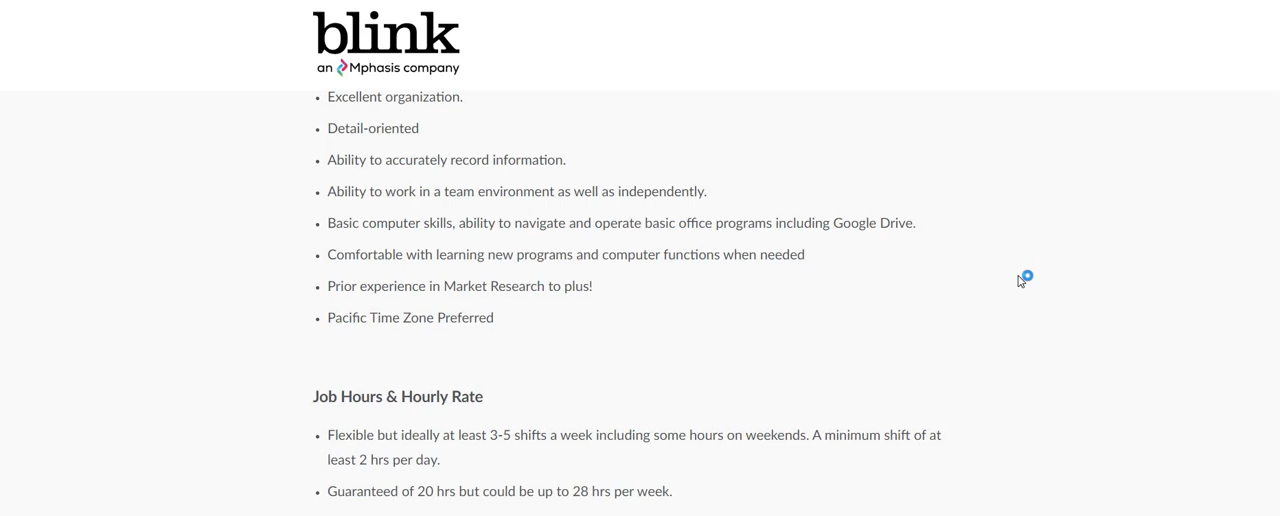 blink
an Mphasis company
• Excellent organization.
• Detail-oriented
• Ability to accurately record information.
• Ability to work in a team environment as well as independently.
• Basic computer skills, ability to navigate and operate basic office programs including Google Drive.
• Comfortable with learning new programs and computer functions when needed
• Prior experience in Market Research to plus!
• Pacific Time Zone Preferred
Job Hours & Hourly Rate
• Flexible but ideally at least 3-5 shifts a week including some hours on weekends. A minimum shift of at
least 2 hrs per day.
• Guaranteed of 20 hrs but could be up to 28 hrs per week.